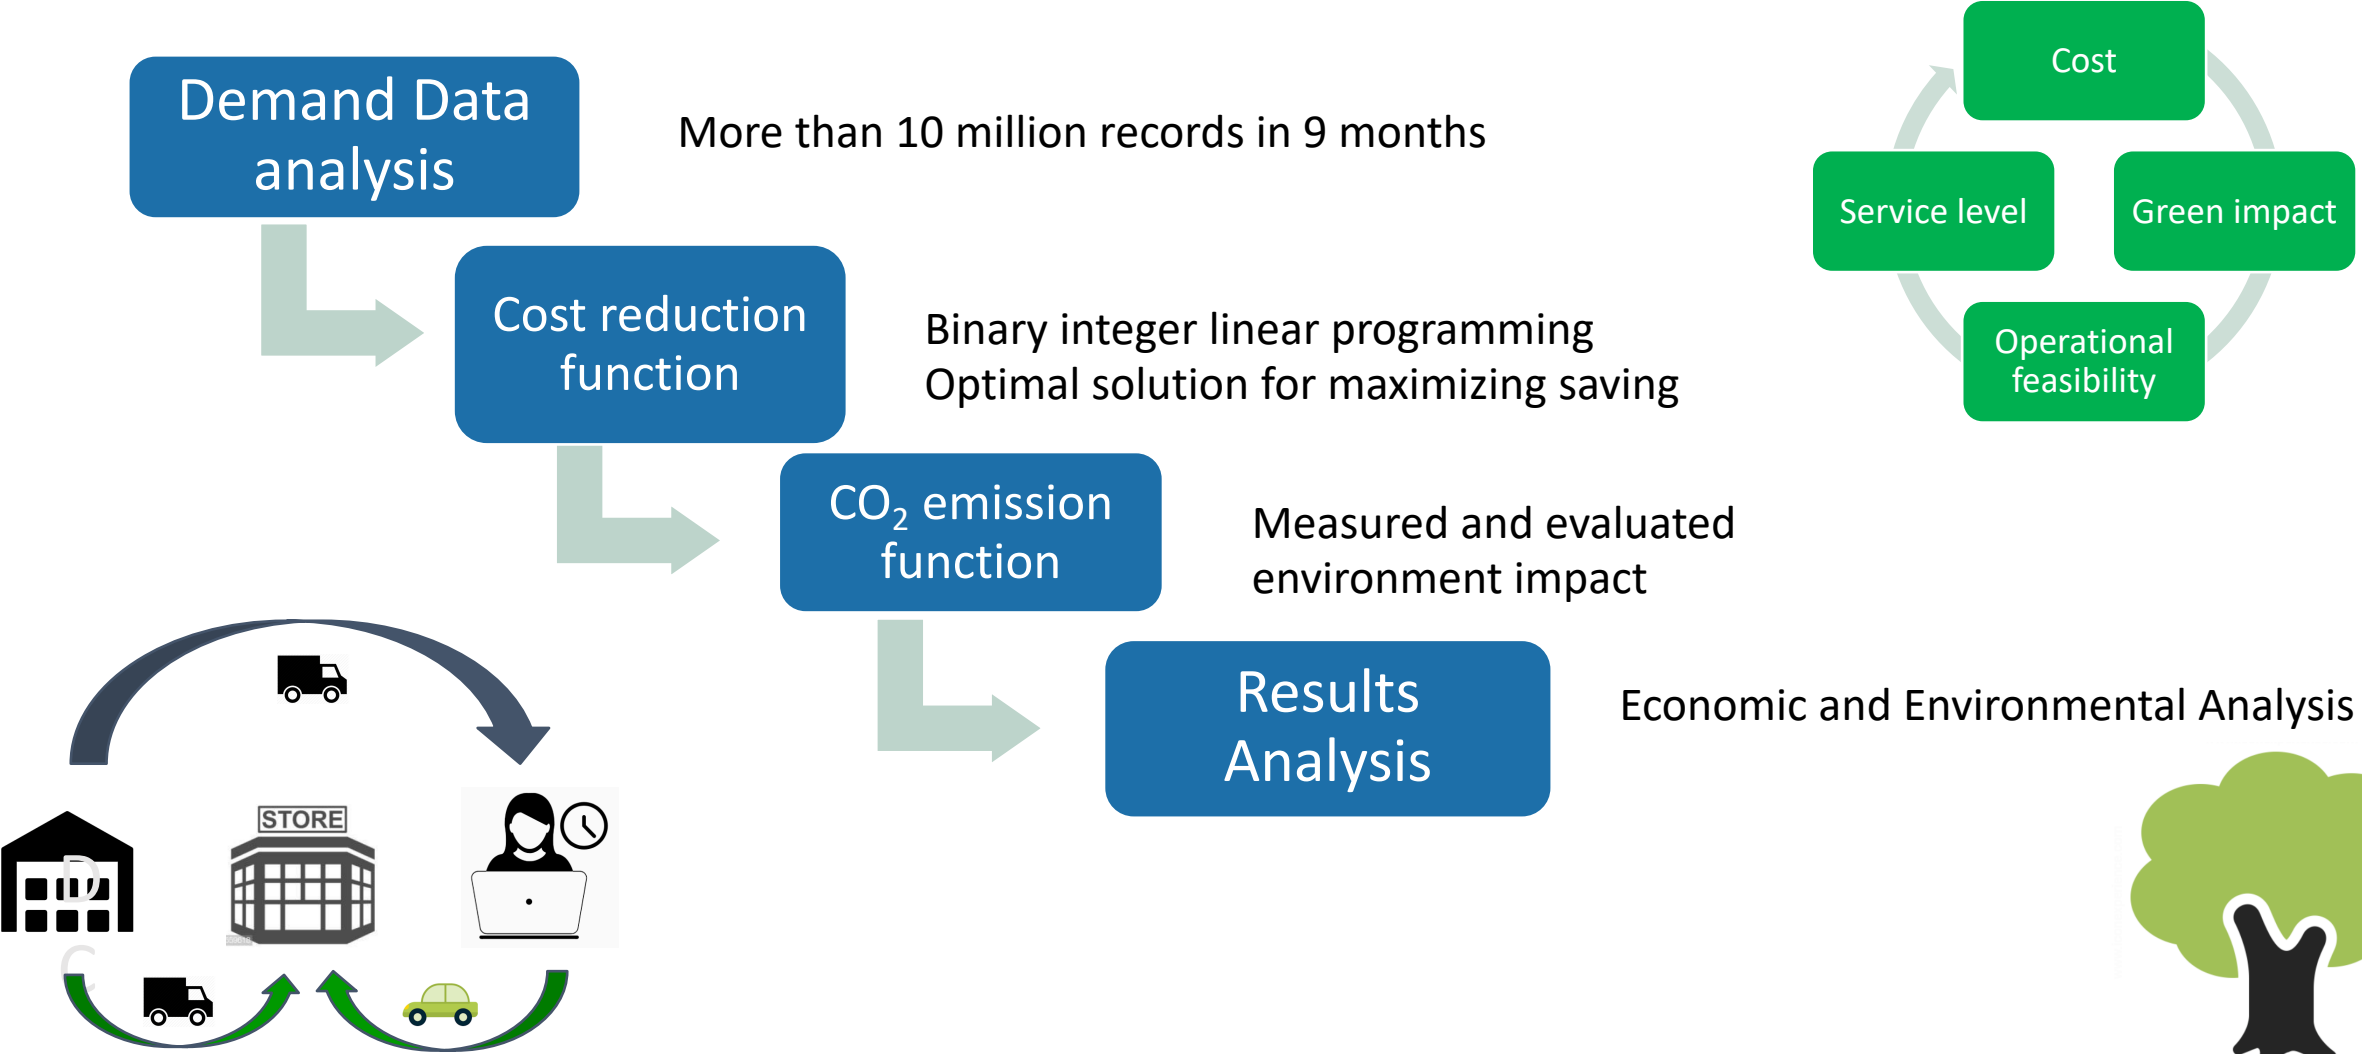 Demand Data
analysis
More than 10 million records in 9 months
Cost reduction
function
Binary integer linear programming
Optimal solution for maximizing saving
CO₂ emission
function
Measured and evaluated
environment impact
Results
Analysis
Economic and Environmental Analysis
Cost
Service level
Green impact
Operational
feasibility
STORE
D
C